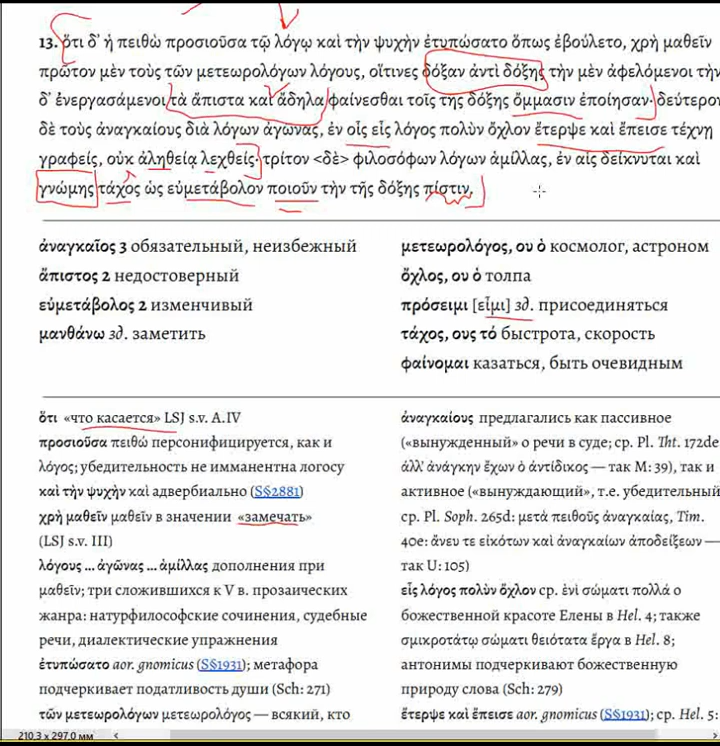 13. ὅτι δ’ ἡ πειθὼ προσιοῦσα τῷ λόγῳ καὶ τὴν ψυχὴν ἐτυπώσατο ὅπως ἐβούλετο, χρὴ μαθεῖν
πρῶτον μὲν τοὺς τῶν μετεωρολόγων λόγους, οἵτινες δόξαν ἀντὶ δόξης τὴν μὲν ἀφελόμενοι τὴν
δ’ ἐνεργασάμενοι τὰ ἄπιστα καὶ ἄδηλα φαίνεσθαι τοῖς τῆς δόξης ὄμμασιν ἐποίησαν· δεύτερον
δὲ τοὺς ἀναγκαίους διὰ λόγων ἀγῶνας, ἐν οἷς εἷς λόγος πολὺν ὄχλον ἔτερψε καὶ ἔπεισε τέχνῃ
γραφείς, οὐκ ἀληθείᾳ λεχθείς· τρίτον <δὲ> φιλοσόφων λόγων ἁμίλλας, ἐν αἷς δείκνυται καὶ
γνώμης τάχος ὡς εὐμετάβολον ποιοῦν τὴν τῆς δόξης πίστιν.
ἀναγκαῖος 3 обязательный, неизбежный
ἄπιστος 2 недостоверный
εὐμετάβολος 2 изменчивый
μανθάνω зд. заметить
μετεωρολόγος, ου ὁ космолог, астроном
ὄχλος, ου ὁ толпа
πρόσειμι [εἶμι] зд. присоединяться
τάχος, ους τό быстрота, скорость
φαίνομαι казаться, быть очевидным
ὅτι «что касается» LSJ s.v. A.IV
προσιοῦσα πειθώ персонифицируется, как и
λόγος; убедительность не имманентна логосу
καὶ τὴν ψυχὴν καὶ адвербиально (S§2881)
χρὴ μαθεῖν μαθεῖν в значении «замечать»
(LSJ s.v. III)
λόγους ... ἀγῶνας ... ἁμίλλας дополнения при
μαθεῖν; три сложившихся к V в. прозаических
жанра: натурфилософские сочинения, судебные
речи, диалектические упражнения
ἐτυπώσατο aor. gnomicus (S§1931); метафора
подчеркивает податливость души (Sch: 271)
τῶν μετεωρολόγων μετεωρολόγος — всякий, кто
ἀναγκαίους предлагались как пассивное
(«вынужденный» о речи в суде; ср. Pl. Tht. 172de
ἀλλ’ ἀνάγκην ἔχων ὁ ἀντίδικος — так M: 39), так и
активное («вынуждающий», т.е. убедительный
ср. Pl. Soph. 265d: μετὰ πειθοῦς ἀναγκαίας, Tim.
40e: ἄνευ τε εἰκότων καὶ ἀναγκαίων ἀποδείξεων —
так U: 105)
εἷς λόγος πολὺν ὄχλον ср. ἑνὶ σώματι πολλά о
божественной красоте Елены в Hel. 4; также
σμικροτάτῳ σώματι θειότατα ἔργα в Hel. 8;
антонимы подчеркивают божественную
природу слова (Sch: 279)
ἔτερψε καὶ ἔπεισε aor. gnomicus (S§1931); ср. Hel. 5:
210,3 x 297,0 мм